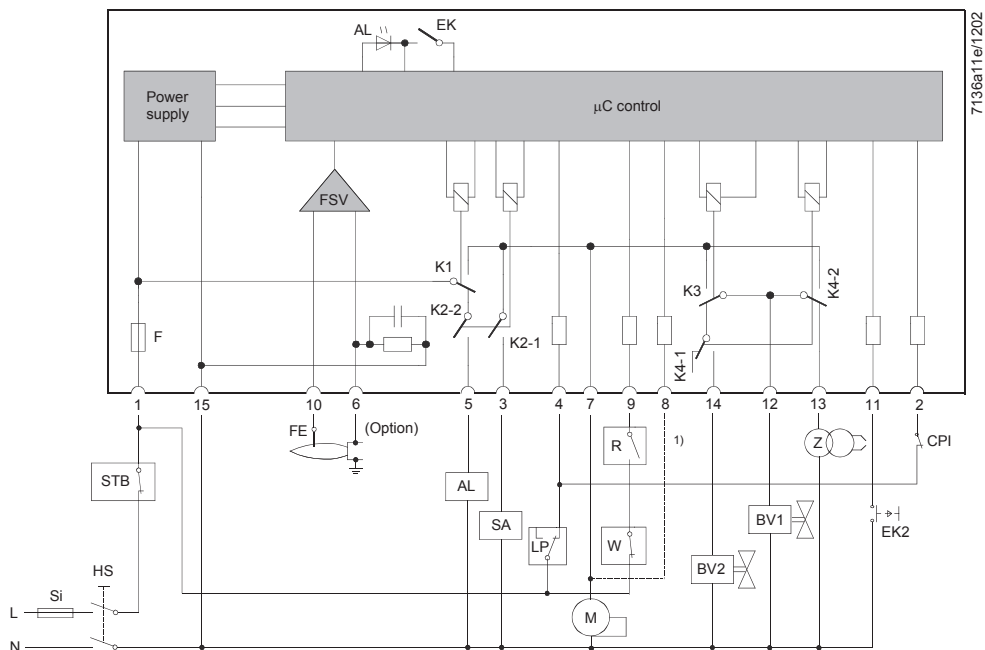 7136a11e/1202
AL EK
Power
supply
μC control
FSV
K1
K3
K4-2
K2-2
K2-1
F
K4-1
1 15 10 6 5 3 4 7 9 8 14 12 13 11 2
FE
(Option)
R
1)
Z
CPI
STB
AL
SA
BV1
EK2
LP
W
BV2
HS
Si
L
M
N